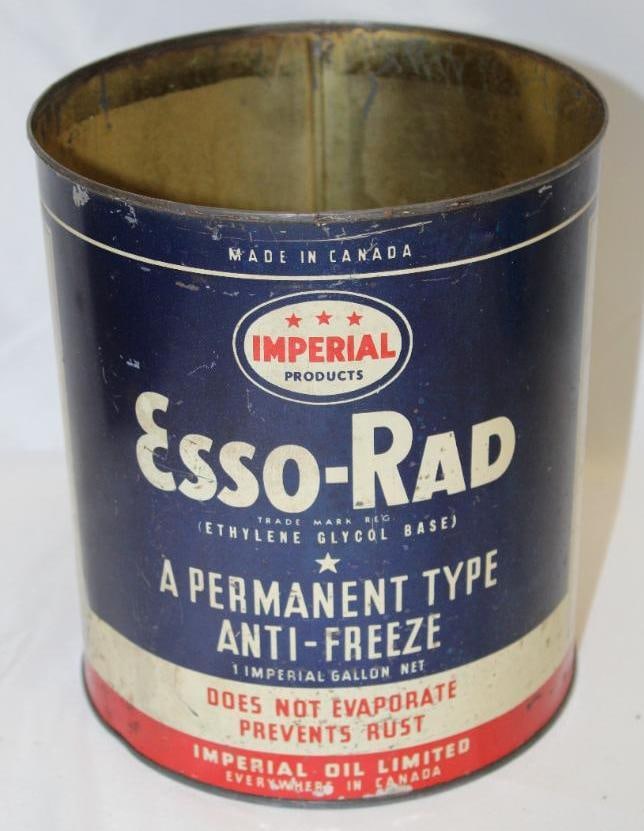 MADE IN CANADA
IMPERIAL
PRODUCTS
ESSO-RAD
TRADE MARK REG.
(ETHYLENE GLYCOL BASE)
A PERMANENT TYPE
ANTI-FREEZE
1 IMPERIAL GALLON NET
DOES NOT EVAPORATE
PREVENTS RUST
IMPERIAL OIL LIMITED
EVERYWHERE IN CANADA